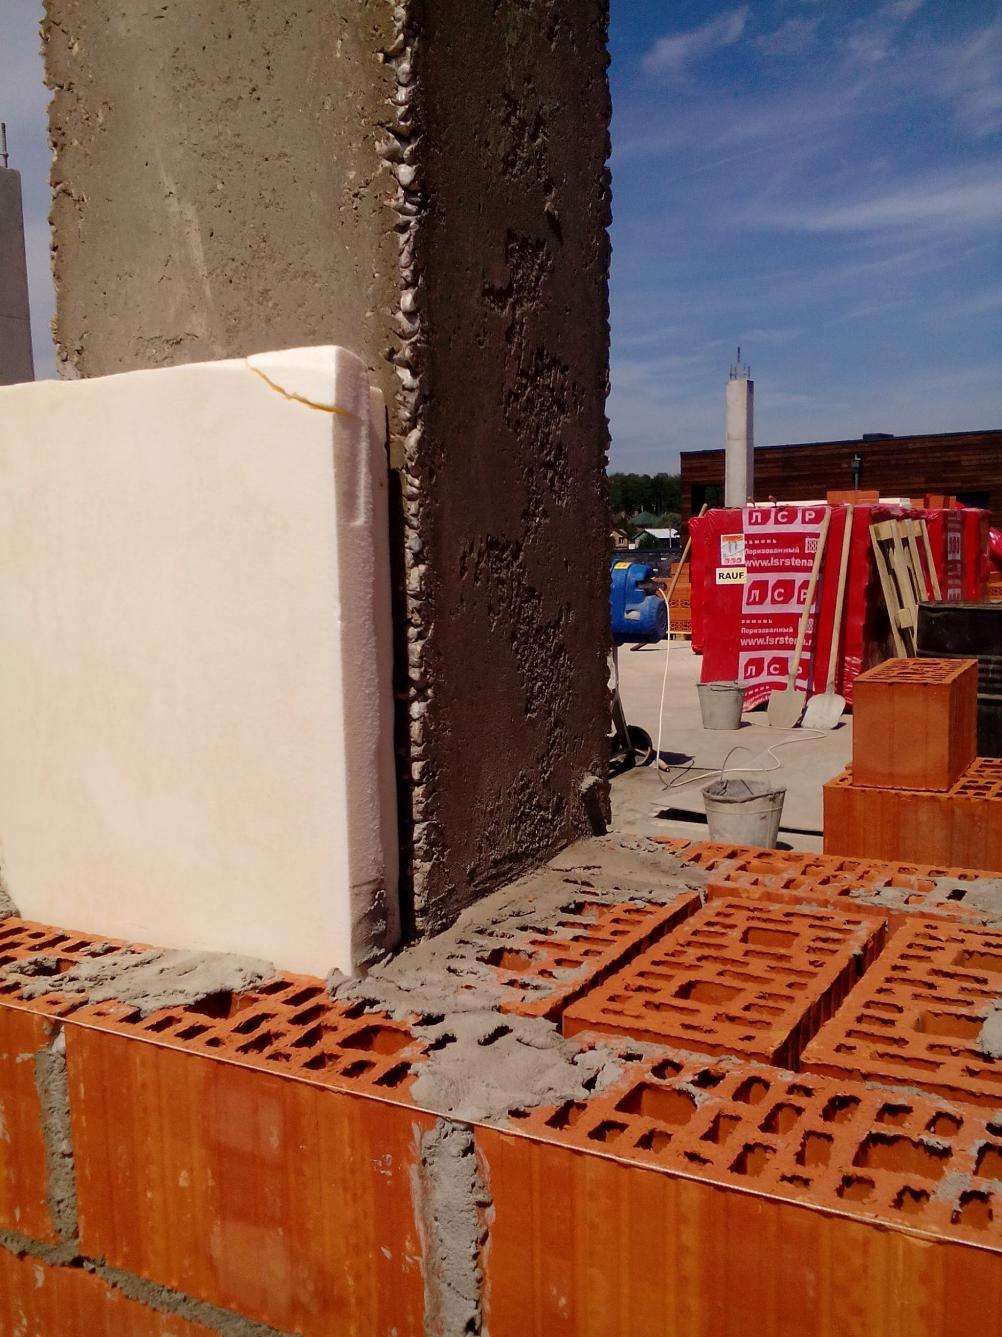 ЛСР
Поризованный
www.lsrstena
RAUF
ЛСР
Поризованный
www.lsrstena.r
ЛСР